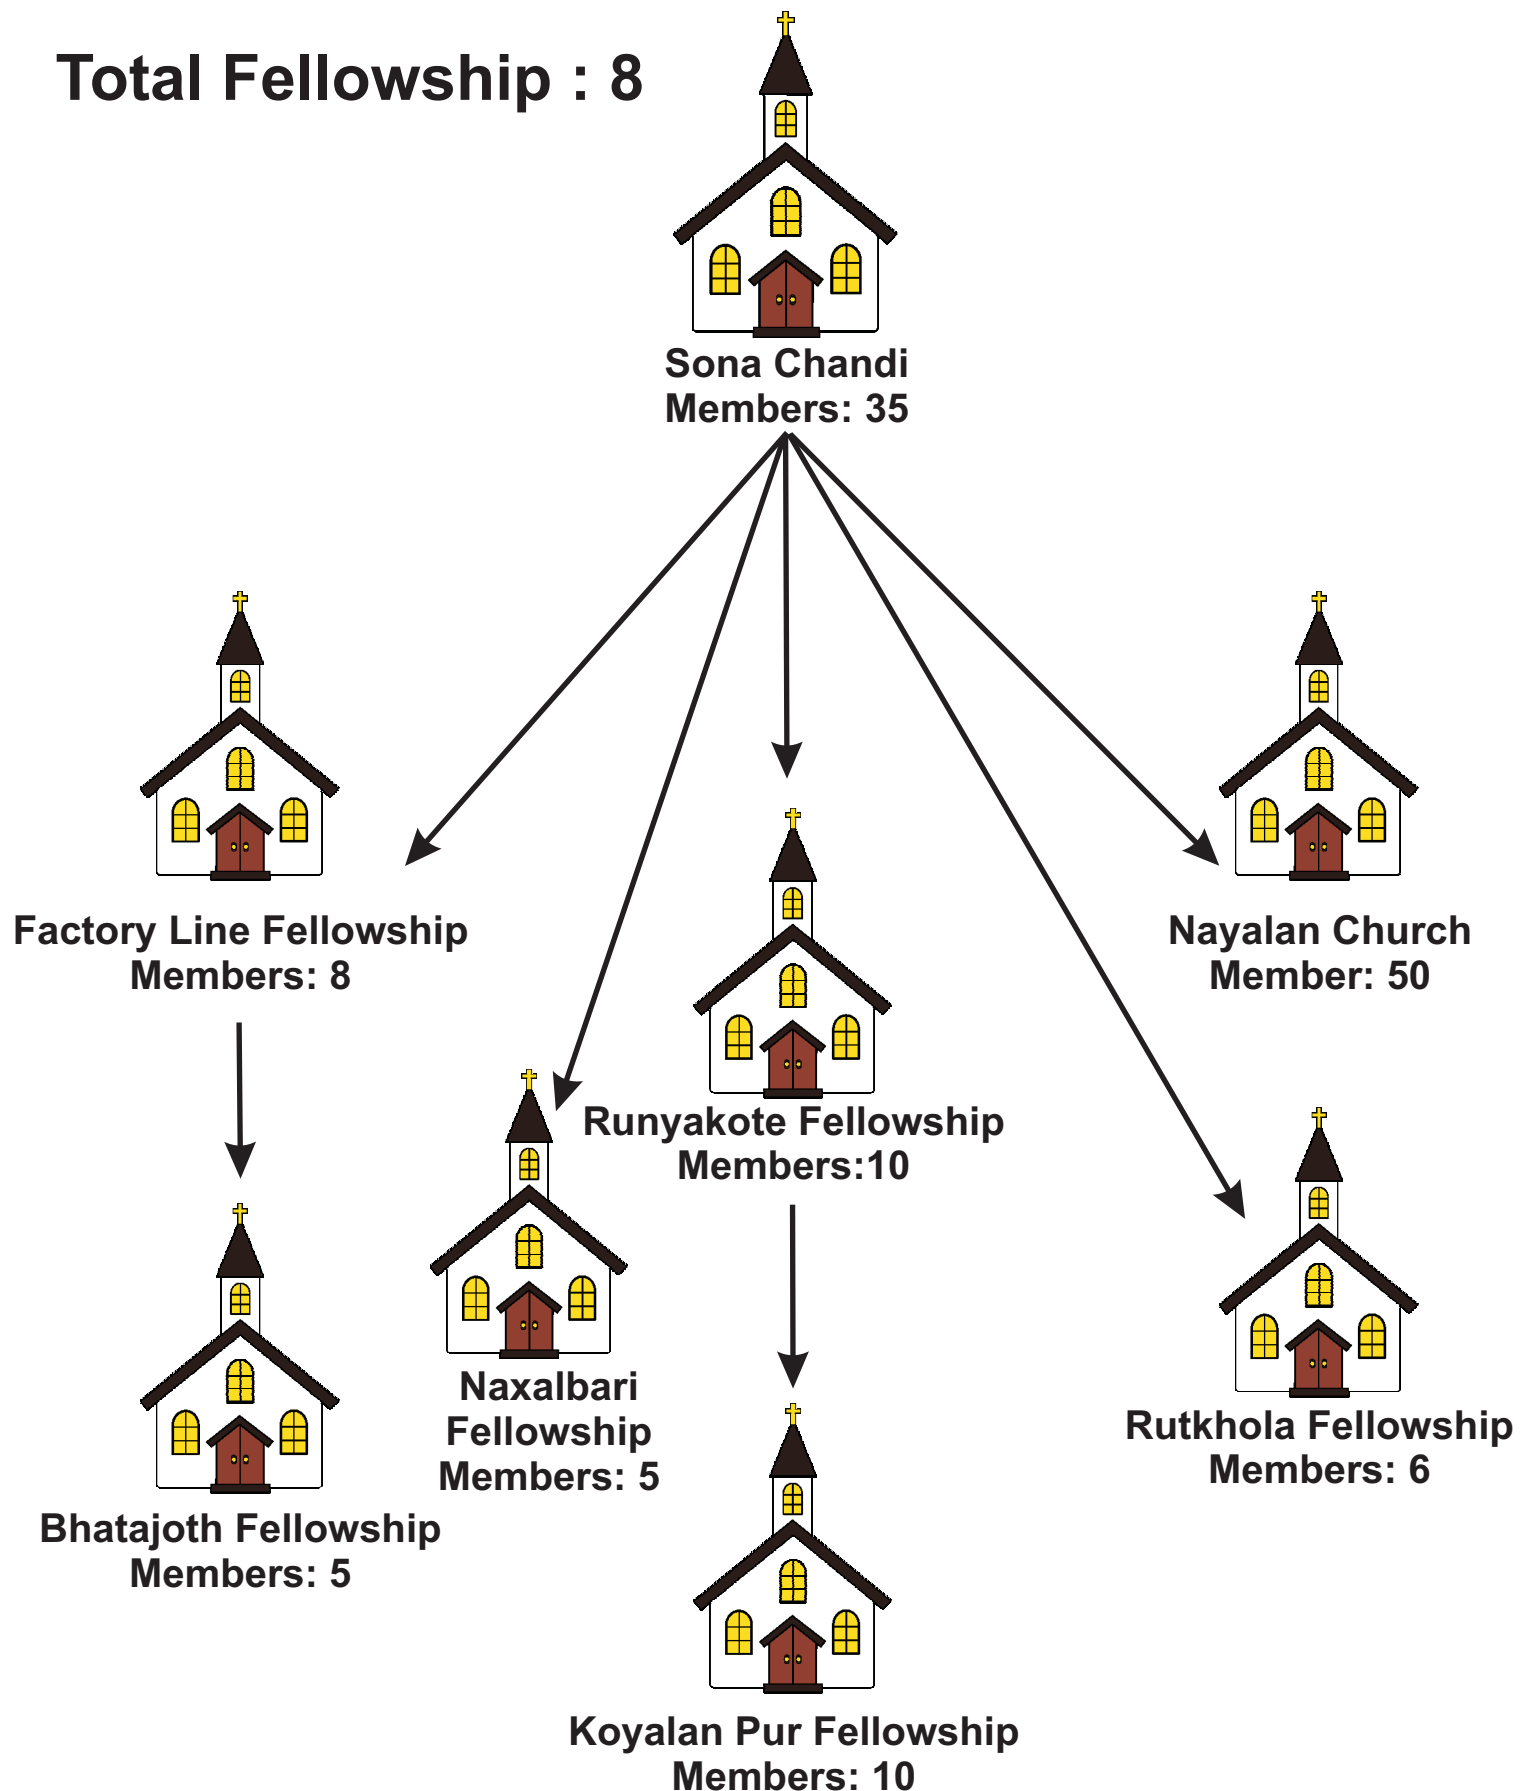 Total Fellowship : 8
Sona Chandi
Members: 35
Factory Line Fellowship
Members: 8
Nayalan Church
Member: 50
Runyakote Fellowship
Members:10
Naxalbari
Fellowship
Members: 5
Rutkhola Fellowship
Members: 6
Bhatajoth Fellowship
Members: 5
Koyalan Pur Fellowship
Members: 10